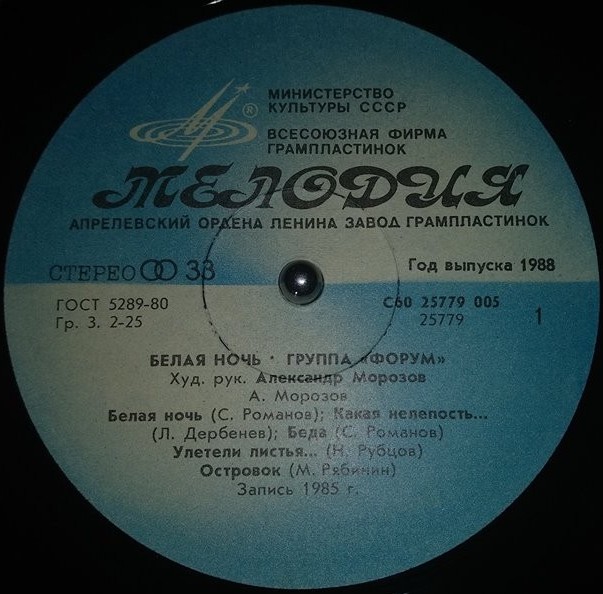 МИНИСТЕРСТВО
КУЛЬТУРЫ СССР
®
ВСЕСОЮЗНАЯ ФИРМА
ГРАМПЛАСТИНОК
МЕЛОДИЯ
АПРЕЛЕВСКИЙ ОРДЕНА ЛЕНИНА ЗАВОД ГРАМПЛАСТИНОК
СТЕРЕО 33
Год выпуска 1988
ГОСТ 5289-80
С60 25779 005
Гр. 3. 2-25
25779
1
БЕЛАЯ НОЧЬ · ГРУППА «ФОРУМ»
Худ. рук. Александр Морозов
А. Морозов
Белая ночь (С. Романов); Какая нелепость...
(Л. Дербенев); Беда (С. Романов)
Улетели листья... (Н. Рубцов)
Островок (М. Рябинин)
Запись 1985 г.